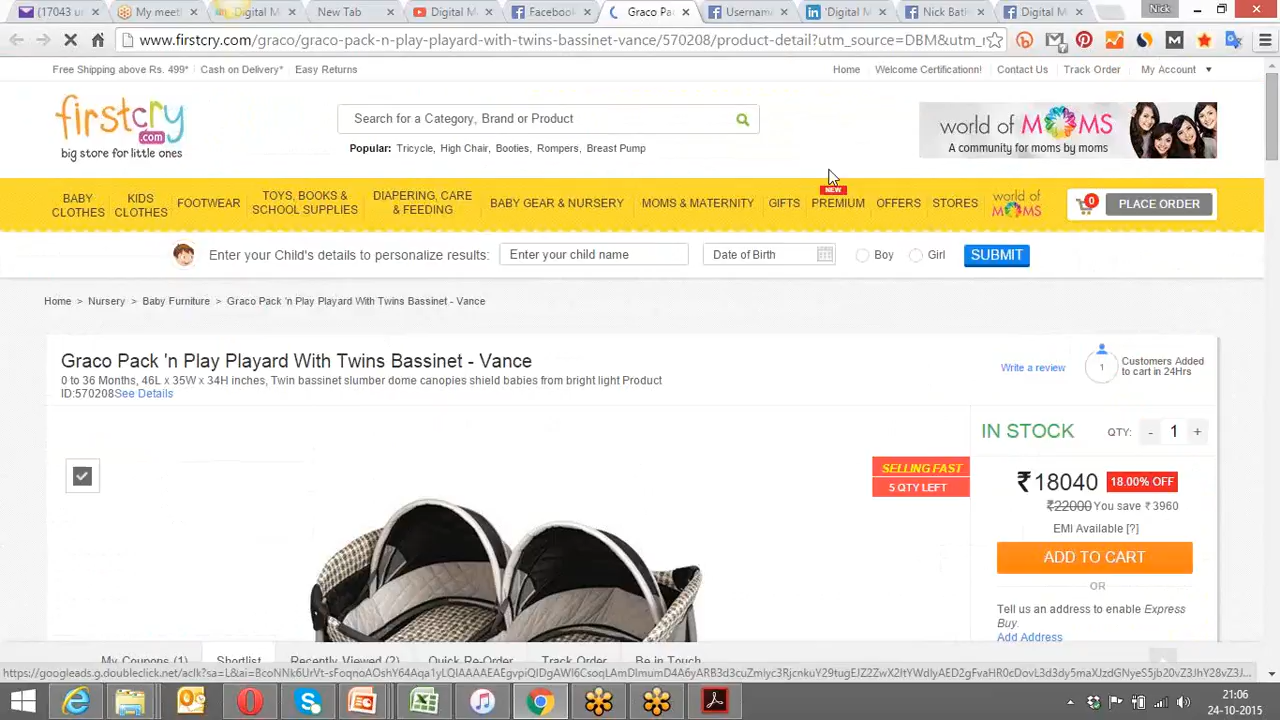 (17043 un
My meeti
Digital M
New Tab
Digital M
Facebook
Graco Pa
Usernam
'Digital M
Nick Bati
Digital M
Nick
www.firstcry.com/graco/graco-pack-n-play-playard-with-twins-bassinet-vance/570208/product-detail?utm_source=DBM&utm_
Free Shipping above Rs. 499*
Cash on Delivery*
Easy Returns
Home
Welcome Certificationn!
Contact Us
Track Order
My Account
firstcry
.com
big store for little ones
Search for a Category, Brand or Product
Popular: Tricycle, High Chair, Booties, Rompers, Breast Pump
world of MOMS
A community for moms by moms
NEW
BABY CLOTHES
KIDS CLOTHES
FOOTWEAR
TOYS, BOOKS & SCHOOL SUPPLIES
DIAPERING, CARE & FEEDING
BABY GEAR & NURSERY
MOMS & MATERNITY
GIFTS
PREMIUM
OFFERS
STORES
world of MOMS
0
PLACE ORDER
Enter your Child's details to personalize results:
Enter your child name
Date of Birth
Boy
Girl
SUBMIT
Home > Nursery > Baby Furniture > Graco Pack 'n Play Playard With Twins Bassinet - Vance
Graco Pack 'n Play Playard With Twins Bassinet - Vance
0 to 36 Months, 46L x 35W x 34H inches, Twin bassinet slumber dome canopies shield babies from bright light Product
ID:570208See Details
Write a review
1
Customers Added
to cart in 24Hrs
IN STOCK
QTY: - 1 +
SELLING FAST
5 QTY LEFT
₹18040 18.00% OFF
₹22000 You save ₹ 3960
EMI Available [?]
ADD TO CART
OR
Tell us an address to enable Express
Buy.
Add Address
My Coupons (1)
Shortlist
Recently Viewed (2)
Quick Re-Order
Track Order
Be in Touch
21:06
24-10-2015